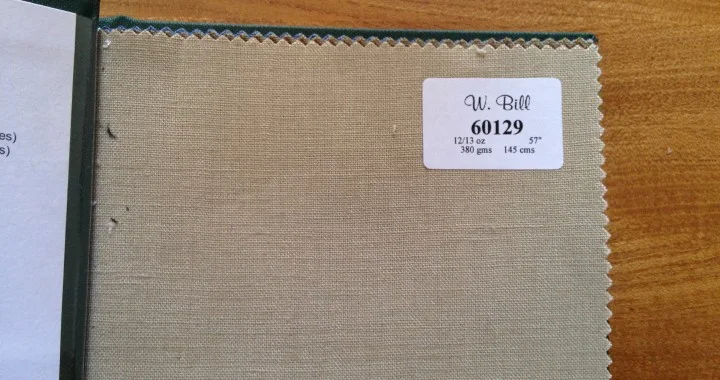 es)
s)
W. Bill
60129
12/13 oz 57"
380 gms 145 cms